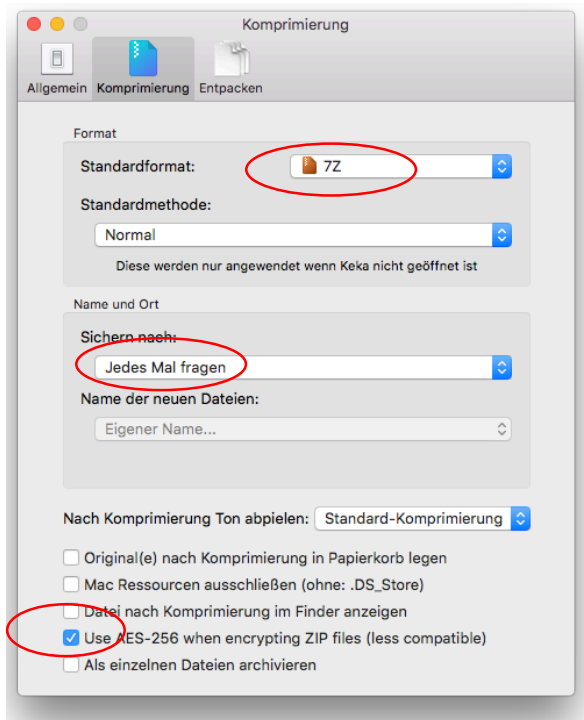 Komprimierung
Allgemein Komprimierung Entpacken
Format
Standardformat:
7Z
Standardmethode:
Normal
Diese werden nur angewendet wenn Keka nicht geöffnet ist
Name und Ort
Sichern nach:
Jedes Mal fragen
Name der neuen Dateien:
Eigener Name...
Nach Komprimierung Ton abpielen: Standard-Komprimierung
Original(e) nach Komprimierung in Papierkorb legen
Mac Ressourcen ausschließen (ohne: .DS_Store)
Datei nach Komprimierung im Finder anzeigen
Use AES-256 when encrypting ZIP files (less compatible)
Als einzelnen Dateien archivieren